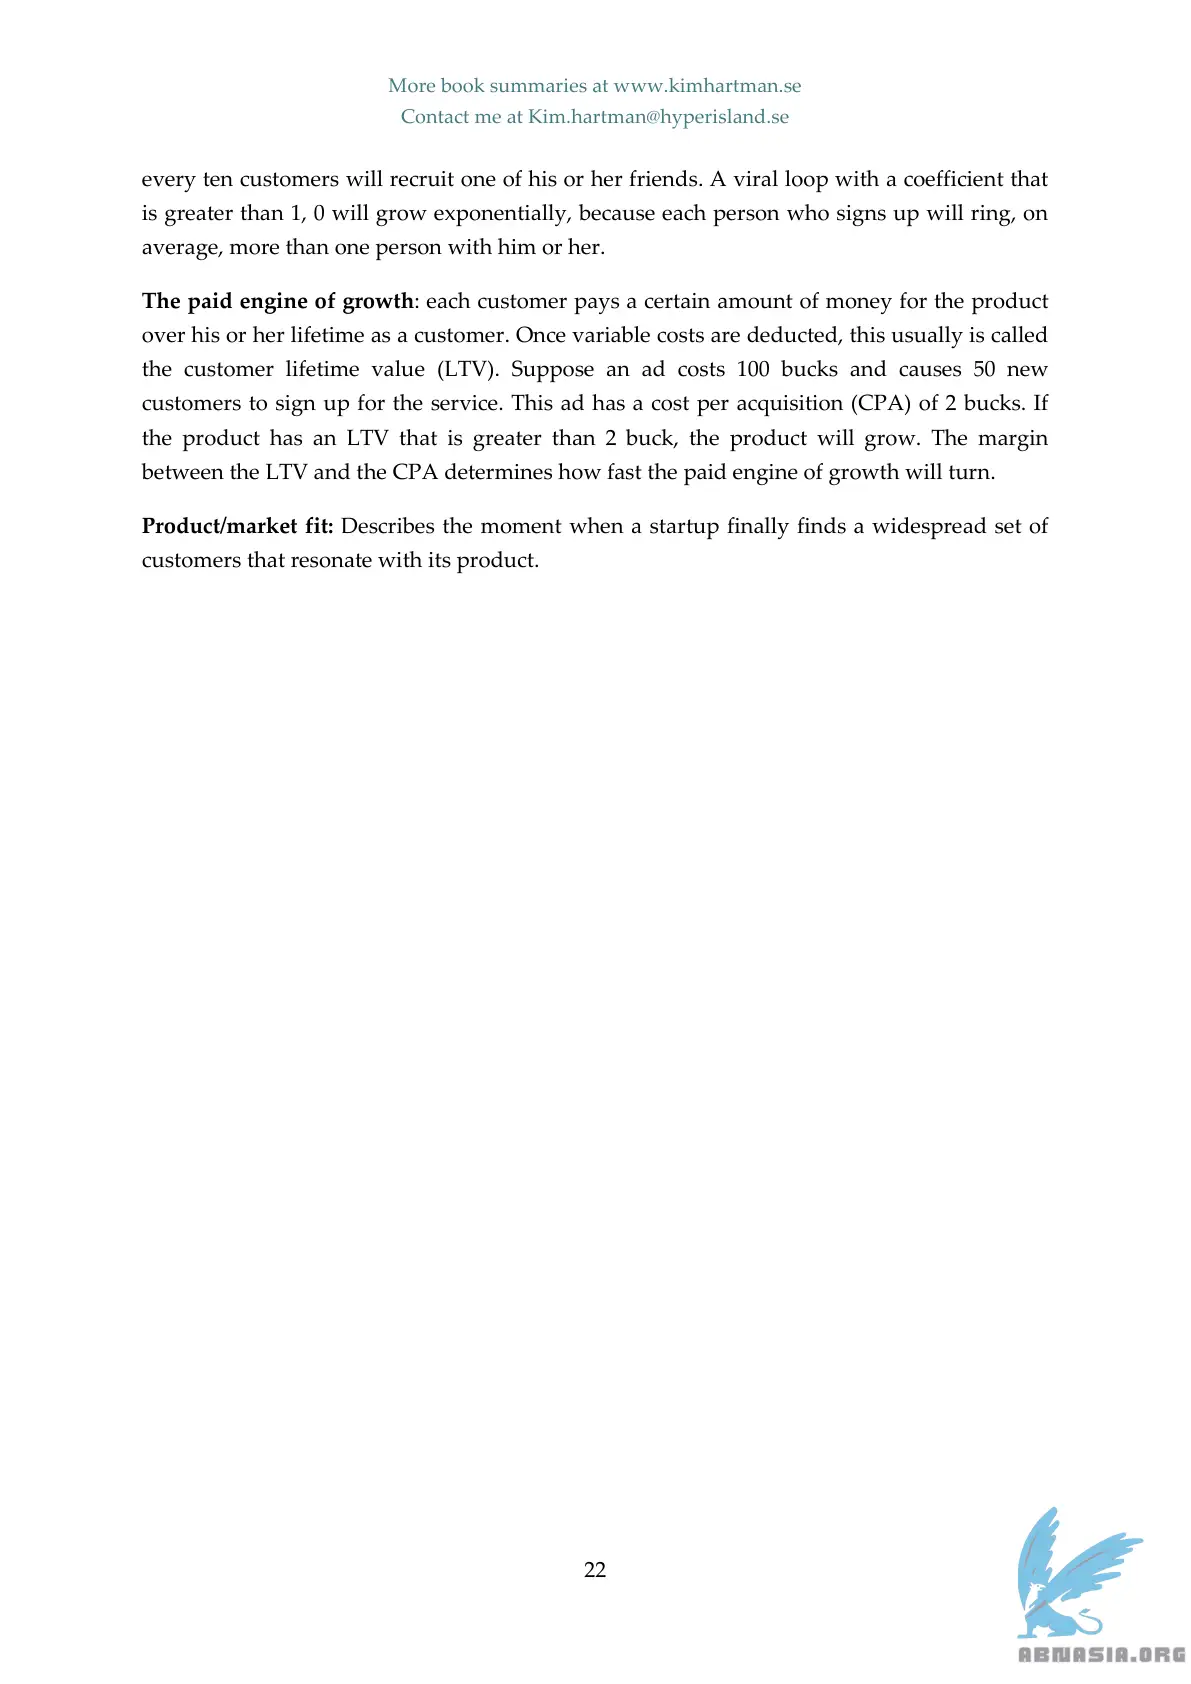 More book summaries at www.kimhartman.se
Contact me at Kim.hartman@hyperisland.se
every ten customers will recruit one of his or her friends. A viral loop with a coefficient that
is greater than 1, 0 will grow exponentially, because each person who signs up will ring, on
average, more than one person with him or her.
The paid engine of growth: each customer pays a certain amount of money for the product
over his or her lifetime as a customer. Once variable costs are deducted, this usually is called
the customer lifetime value (LTV). Suppose an ad costs 100 bucks and causes 50 new
customers to sign up for the service. This ad has a cost per acquisition (CPA) of 2 bucks. If
the product has an LTV that is greater than 2 buck, the product will grow. The margin
between the LTV and the CPA determines how fast the paid engine of growth will turn.
Product/market fit: Describes the moment when a startup finally finds a widespread set of
customers that resonate with its product.
22
ABNASIA.ORG